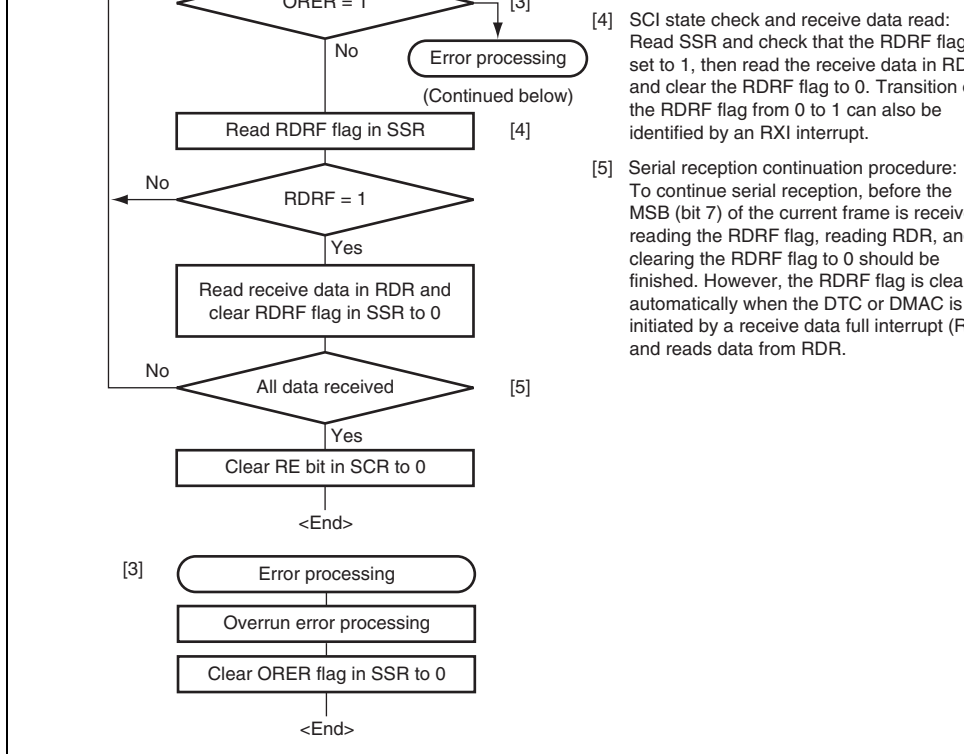 ORER = 1
[3]
No
Error processing
(Continued below)
Read RDRF flag in SSR
[4]
No
RDRF = 1
Yes
Read receive data in RDR and
clear RDRF flag in SSR to 0
No
All data received
[5]
Yes
Clear RE bit in SCR to 0
<End>
[3]
Error processing
Overrun error processing
Clear ORER flag in SSR to 0
<End>
[4] SCI state check and receive data read:
Read SSR and check that the RDRF flag
set to 1, then read the receive data in
and clear the RDRF flag to 0. Transition
the RDRF flag from 0 to 1 can also be
identified by an RXI interrupt.
[5] Serial reception continuation procedure:
To continue serial reception, before the
MSB (bit 7) of the current frame is
reading the RDRF flag, reading RDR,
clearing the RDRF flag to 0 should be
finished. However, the RDRF flag is
automatically when the DTC or DMAC is
initiated by a receive data full interrupt
and reads data from RDR.